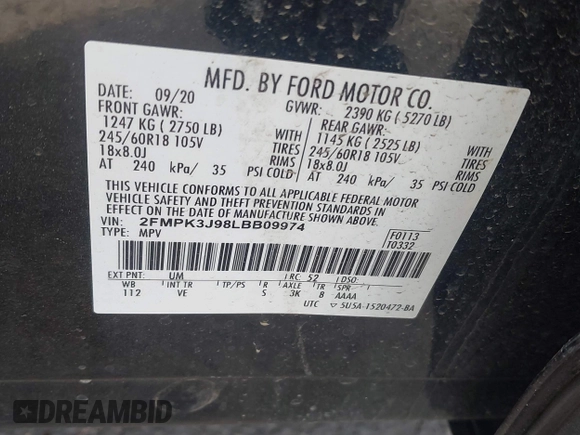 MFD. BY FORD MOTOR CO.
DATE: 09/20 GVWR: 2390 KG ( 5270 LB)
FRONT GAWR: REAR GAWR:
1247 KG ( 2750 LB) WITH 1145 KG ( 2525 LB) WITH
245/60R18 105V TIRES 245/60R18 105V TIRES
18x8.0J RIMS 18x8.0J RIMS
AT 240 kPa/ 35 PSI COLD AT 240 kPa/ 35 PSI COLD
THIS VEHICLE CONFORMS TO ALL APPLICABLE FEDERAL MOTOR
VEHICLE SAFETY AND THEFT PREVENTION STANDARDS IN
EFFECT ON THE DATE OF MANUFACTURE SHOWN ABOVE.
VIN: 2FMPK3J98LBB09974 F0113
TYPE: MPV T0332
EXT PNT: UM RC: 52 DSO:
WB INT TR TP/PS R AXLE TR SPR
112 VE S 3K 8 AAAA
UTC ▽ 5U5A-1520472-BA
DREAMBID